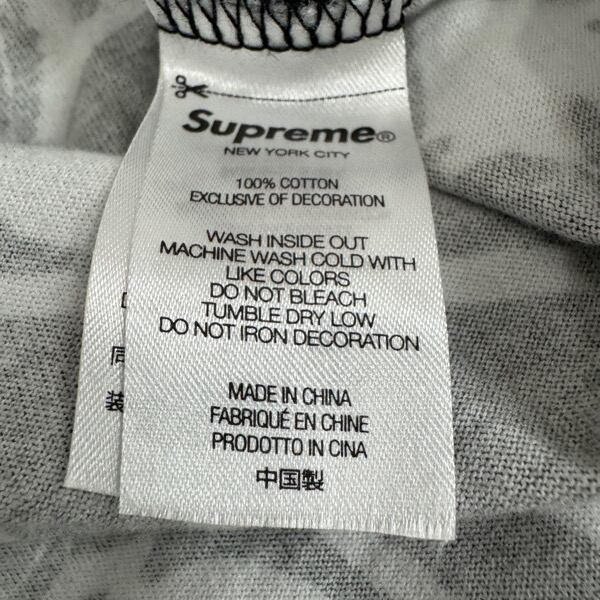 Supreme®
NEW YORK CITY
100% COTTON
EXCLUSIVE OF DECORATION
WASH INSIDE OUT
MACHINE WASH COLD WITH
LIKE COLORS
DO NOT BLEACH
TUMBLE DRY LOW
DO NOT IRON DECORATION
MADE IN CHINA
FABRIQUÉ EN CHINE
PRODOTTO IN CINA
中国製
同
装